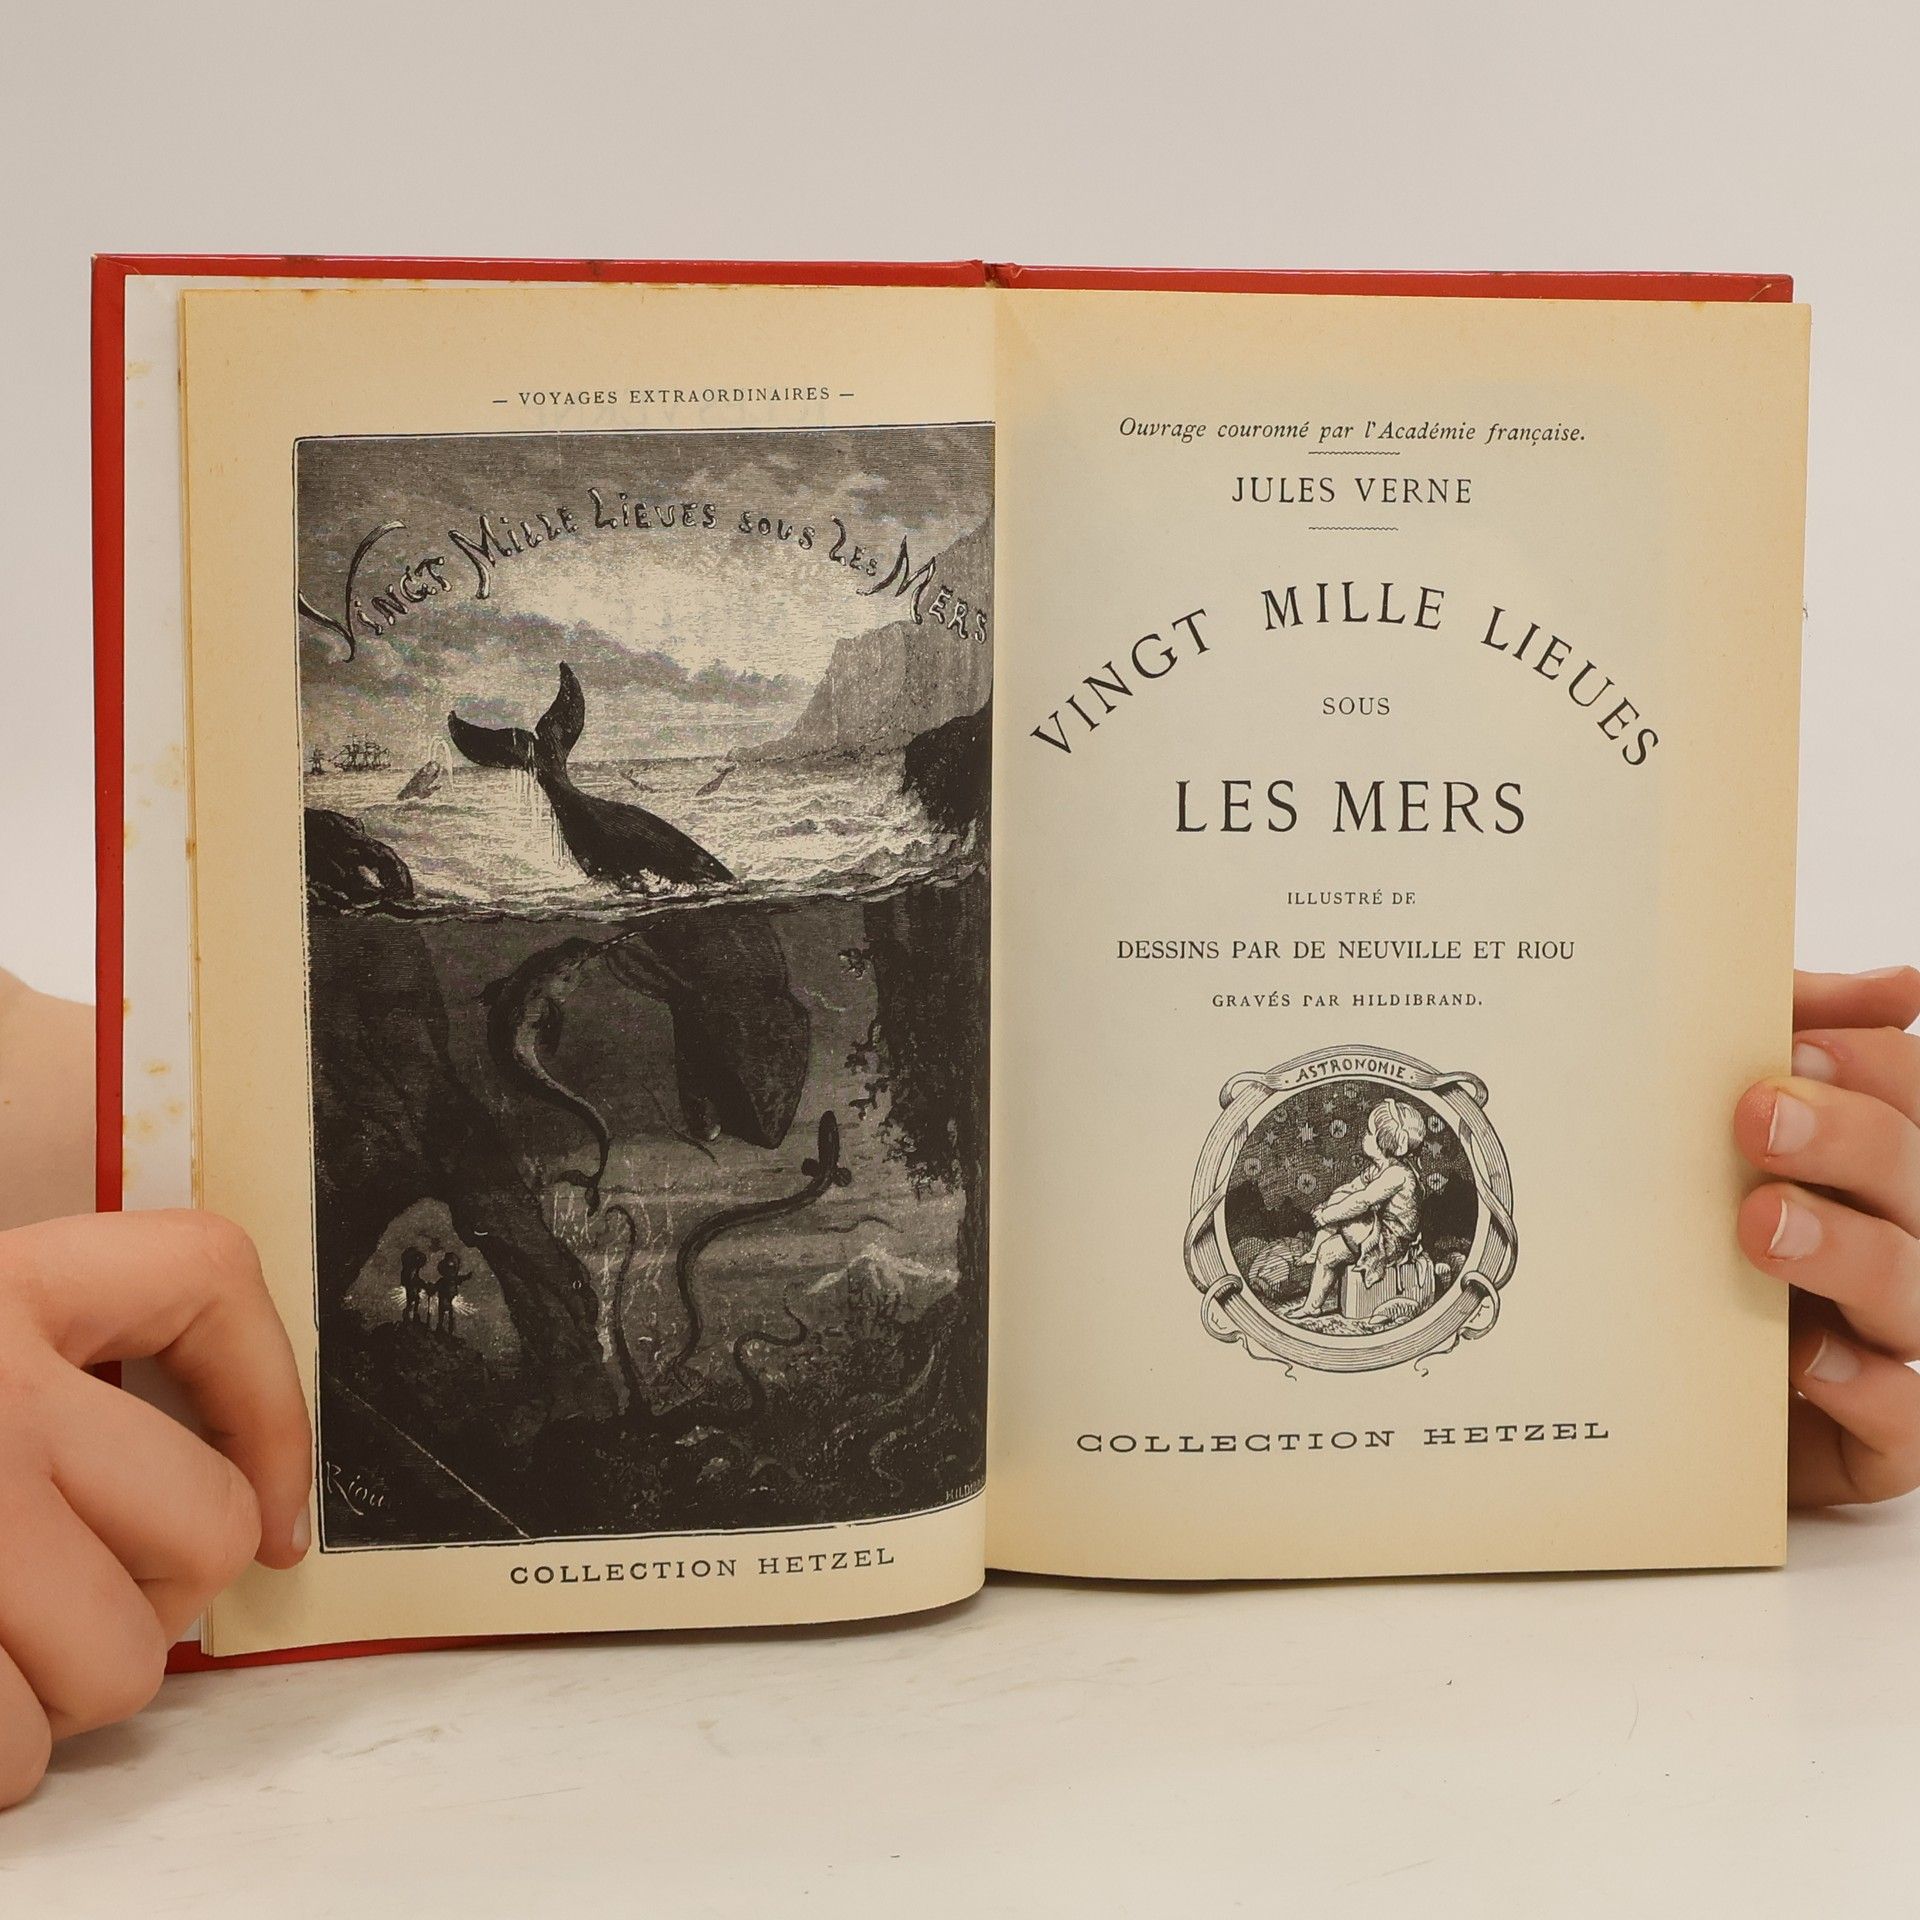 — VOYAGES EXTRAORDINAIRES —
VINGT MILLE LIEUES SOUS LES MERS
Riou
COLLECTION HETZEL
Ouvrage couronné par l'Académie française.
JULES VERNE
VINGT MILLE LIEUES
SOUS
LES MERS
ILLUSTRÉ DE
DESSINS PAR DE NEUVILLE ET RIOU
GRAVÉS PAR HILDIBRAND.
· ASTRONOMIE ·
COLLECTION HETZEL